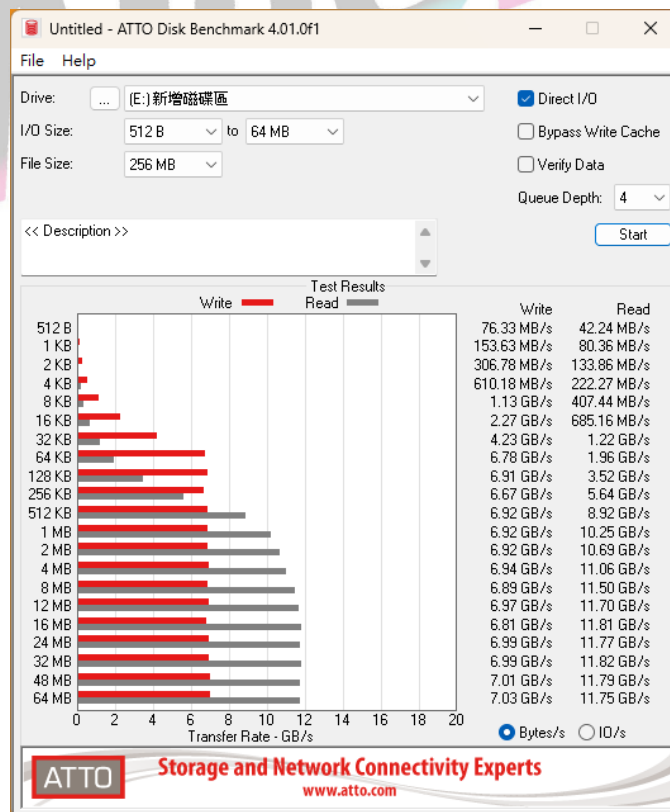 Untitled - ATTO Disk Benchmark 4.01.0f1
File Help
Drive: ... (E:)新增磁碟區
Direct I/O
I/O Size: 512 B to 64 MB
Bypass Write Cache
File Size: 256 MB
Verify Data
Queue Depth: 4
<< Description >>
Start
Test Results
Write Read
Write Read
512 B 76.33 MB/s 42.24 MB/s
1 KB 153.63 MB/s 80.36 MB/s
2 KB 306.78 MB/s 133.86 MB/s
4 KB 610.18 MB/s 222.27 MB/s
8 KB 1.13 GB/s 407.44 MB/s
16 KB 2.27 GB/s 685.16 MB/s
32 KB 4.23 GB/s 1.22 GB/s
64 KB 6.78 GB/s 1.96 GB/s
128 KB 6.91 GB/s 3.52 GB/s
256 KB 6.67 GB/s 5.64 GB/s
512 KB 6.92 GB/s 8.92 GB/s
1 MB 6.92 GB/s 10.25 GB/s
2 MB 6.92 GB/s 10.69 GB/s
4 MB 6.94 GB/s 11.06 GB/s
8 MB 6.89 GB/s 11.50 GB/s
12 MB 6.97 GB/s 11.70 GB/s
16 MB 6.81 GB/s 11.81 GB/s
24 MB 6.99 GB/s 11.77 GB/s
32 MB 6.99 GB/s 11.82 GB/s
48 MB 7.01 GB/s 11.79 GB/s
64 MB 7.03 GB/s 11.75 GB/s
0 2 4 6 8 10 12 14 16 18 20
Transfer Rate - GB/s
Bytes/s IO/s
ATTO
Storage and Network Connectivity Experts
www.atto.com